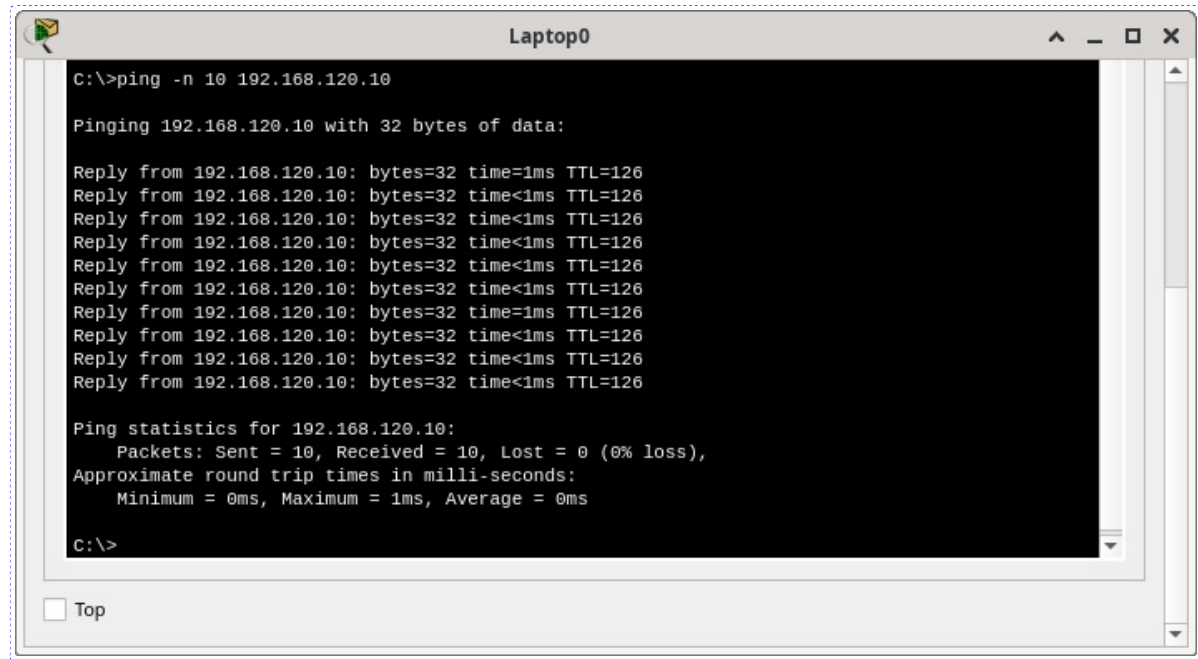 Laptop0
C:\>ping -n 10 192.168.120.10
Pinging 192.168.120.10 with 32 bytes of data:
Reply from 192.168.120.10: bytes=32 time=1ms TTL=126
Reply from 192.168.120.10: bytes=32 time<1ms TTL=126
Reply from 192.168.120.10: bytes=32 time<1ms TTL=126
Reply from 192.168.120.10: bytes=32 time<1ms TTL=126
Reply from 192.168.120.10: bytes=32 time<1ms TTL=126
Reply from 192.168.120.10: bytes=32 time<1ms TTL=126
Reply from 192.168.120.10: bytes=32 time=1ms TTL=126
Reply from 192.168.120.10: bytes=32 time<1ms TTL=126
Reply from 192.168.120.10: bytes=32 time<1ms TTL=126
Reply from 192.168.120.10: bytes=32 time<1ms TTL=126
Ping statistics for 192.168.120.10:
Packets: Sent = 10, Received = 10, Lost = 0 (0% loss),
Approximate round trip times in milli-seconds:
Minimum = 0ms, Maximum = 1ms, Average = 0ms
C:\>
Top